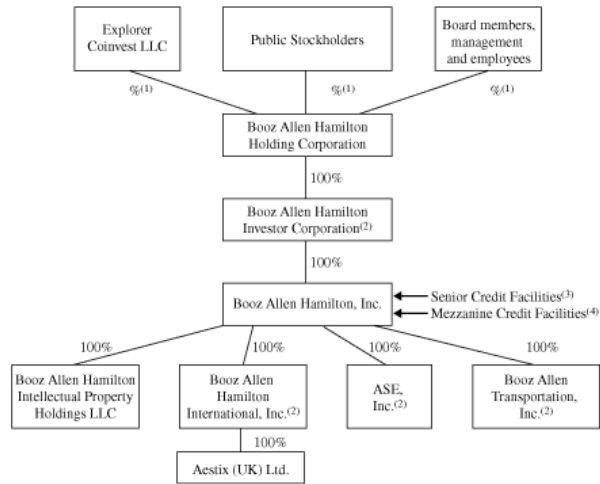 Explorer
Coinvest LLC
Public Stockholders
Board members,
management
and employees
%(1)
%(1)
%(1)
Booz Allen Hamilton
Holding Corporation
100%
Booz Allen Hamilton
Investor Corporation(2)
100%
Booz Allen Hamilton, Inc.
Senior Credit Facilities(3)
Mezzanine Credit Facilities(4)
100%
100%
100%
100%
Booz Allen Hamilton
Intellectual Property
Holdings LLC
Booz Allen
Hamilton
International, Inc.(2)
ASE,
Inc.(2)
Booz Allen
Transportation,
Inc.(2)
100%
Aestix (UK) Ltd.